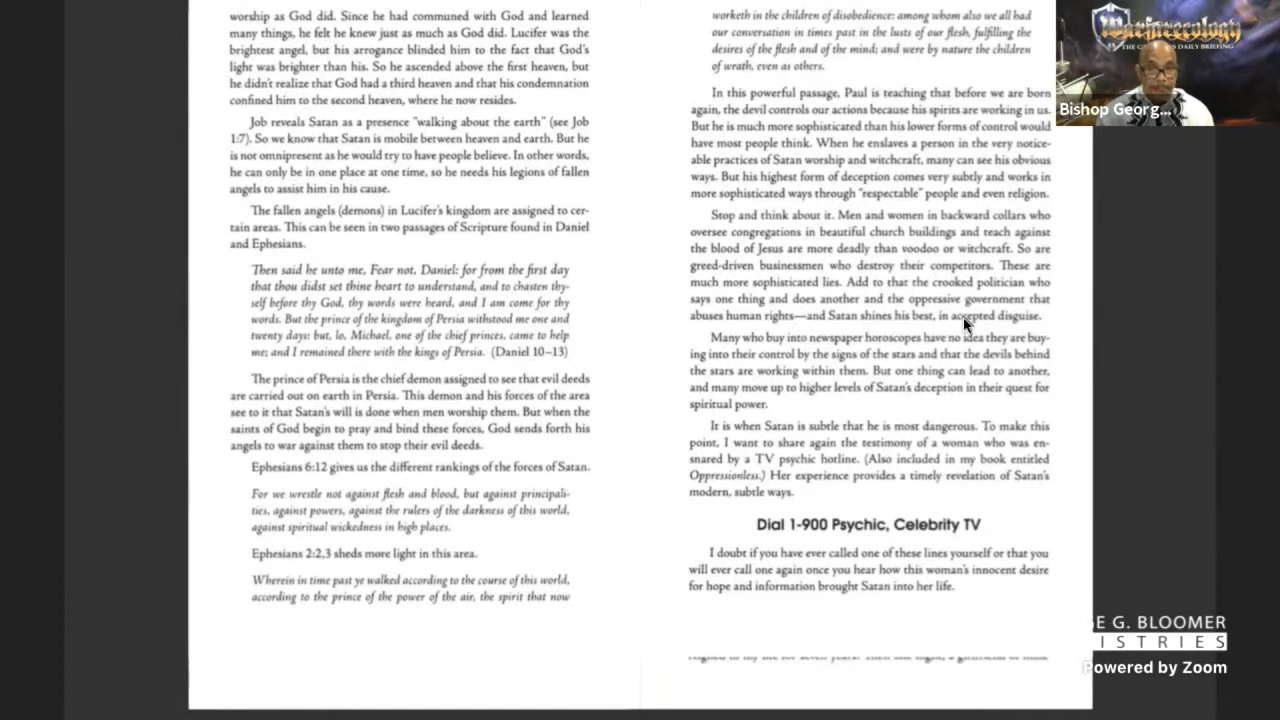 worship as God did. Since he had communed with God and learned
many things, he felt he knew just as much as God did. Lucifer was the
brightest angel, but his arrogance blinded him to the fact that God's
light was brighter than his. So he ascended above the first heaven, but
he didn't realize that God had a third heaven and that his condemnation
confined him to the second heaven, where he now resides.
Job reveals Satan as a presence "walking about the earth" (see Job
1:7). So we know that Satan is mobile between heaven and earth. But he
is not omnipresent as he would try to have people believe. In other words,
he can only be in one place at one time, so he needs his legions of fallen
angels to assist him in his cause.
The fallen angels (demons) in Lucifer's kingdom are assigned to cer-
tain areas. This can be seen in two passages of Scripture found in Daniel
and Ephesians.
Then said he unto me, Fear not, Daniel: for from the first day
that thou didst set thine heart to understand, and to chasten thy-
self before thy God, thy words were heard, and I am come for thy
words. But the prince of the kingdom of Persia withstood me one and
twenty days: but, lo, Michael, one of the chief princes, came to help
me; and I remained there with the kings of Persia. (Daniel 10–13)
The prince of Persia is the chief demon assigned to see that evil deeds
are carried out on earth in Persia. This demon and his forces of the area
see to it that Satan's will is done when men worship them. But when the
saints of God begin to pray and bind these forces, God sends forth his
angels to war against them to stop their evil deeds.
Ephesians 6:12 gives us the different rankings of the forces of Satan.
For we wrestle not against flesh and blood, but against principali-
ties, against powers, against the rulers of the darkness of this world,
against spiritual wickedness in high places.
Ephesians 2:2,3 sheds more light in this area.
Wherein in time past ye walked according to the course of this world,
according to the prince of the power of the air, the spirit that now
worketh in the children of disobedience: among whom also we all had
our conversation in times past in the lusts of our flesh, fulfilling the
desires of the flesh and of the mind; and were by nature the children
of wrath, even as others.
In this powerful passage, Paul is teaching that before we are born
again, the devil controls our actions because his spirits are working in us.
But he is much more sophisticated than his lower forms of control would
have most people think. When he enslaves a person in the very notice-
able practices of Satan worship and witchcraft, many can see his obvious
ways. But his highest form of deception comes very subtly and works in
more sophisticated ways through "respectable" people and even religion.
Stop and think about it. Men and women in backward collars who
oversee congregations in beautiful church buildings and teach against
the blood of Jesus are more deadly than voodoo or witchcraft. So are
greed-driven businessmen who destroy their competitors. These are
much more sophisticated lies. Add to that the crooked politician who
says one thing and does another and the oppressive government that
abuses human rights—and Satan shines his best, in accepted disguise.
Many who buy into newspaper horoscopes have no idea they are buy-
ing into their control by the signs of the stars and that the devils behind
the stars are working within them. But one thing can lead to another,
and many move up to higher levels of Satan's deception in their quest for
spiritual power.
It is when Satan is subtle that he is most dangerous. To make this
point, I want to share again the testimony of a woman who was en-
snared by a TV psychic hotline. (Also included in my book entitled
Oppressionless.) Her experience provides a timely revelation of Satan's
modern, subtle ways.
Dial 1-900 Psychic, Celebrity TV
I doubt if you have ever called one of these lines yourself or that you
will ever call one again once you hear how this woman's innocent desire
for hope and information brought Satan into her life.
Warfareology
DAILY BRIEFING
Bishop Georg...
E G. BLOOMER
ISTRIES
Powered by Zoom